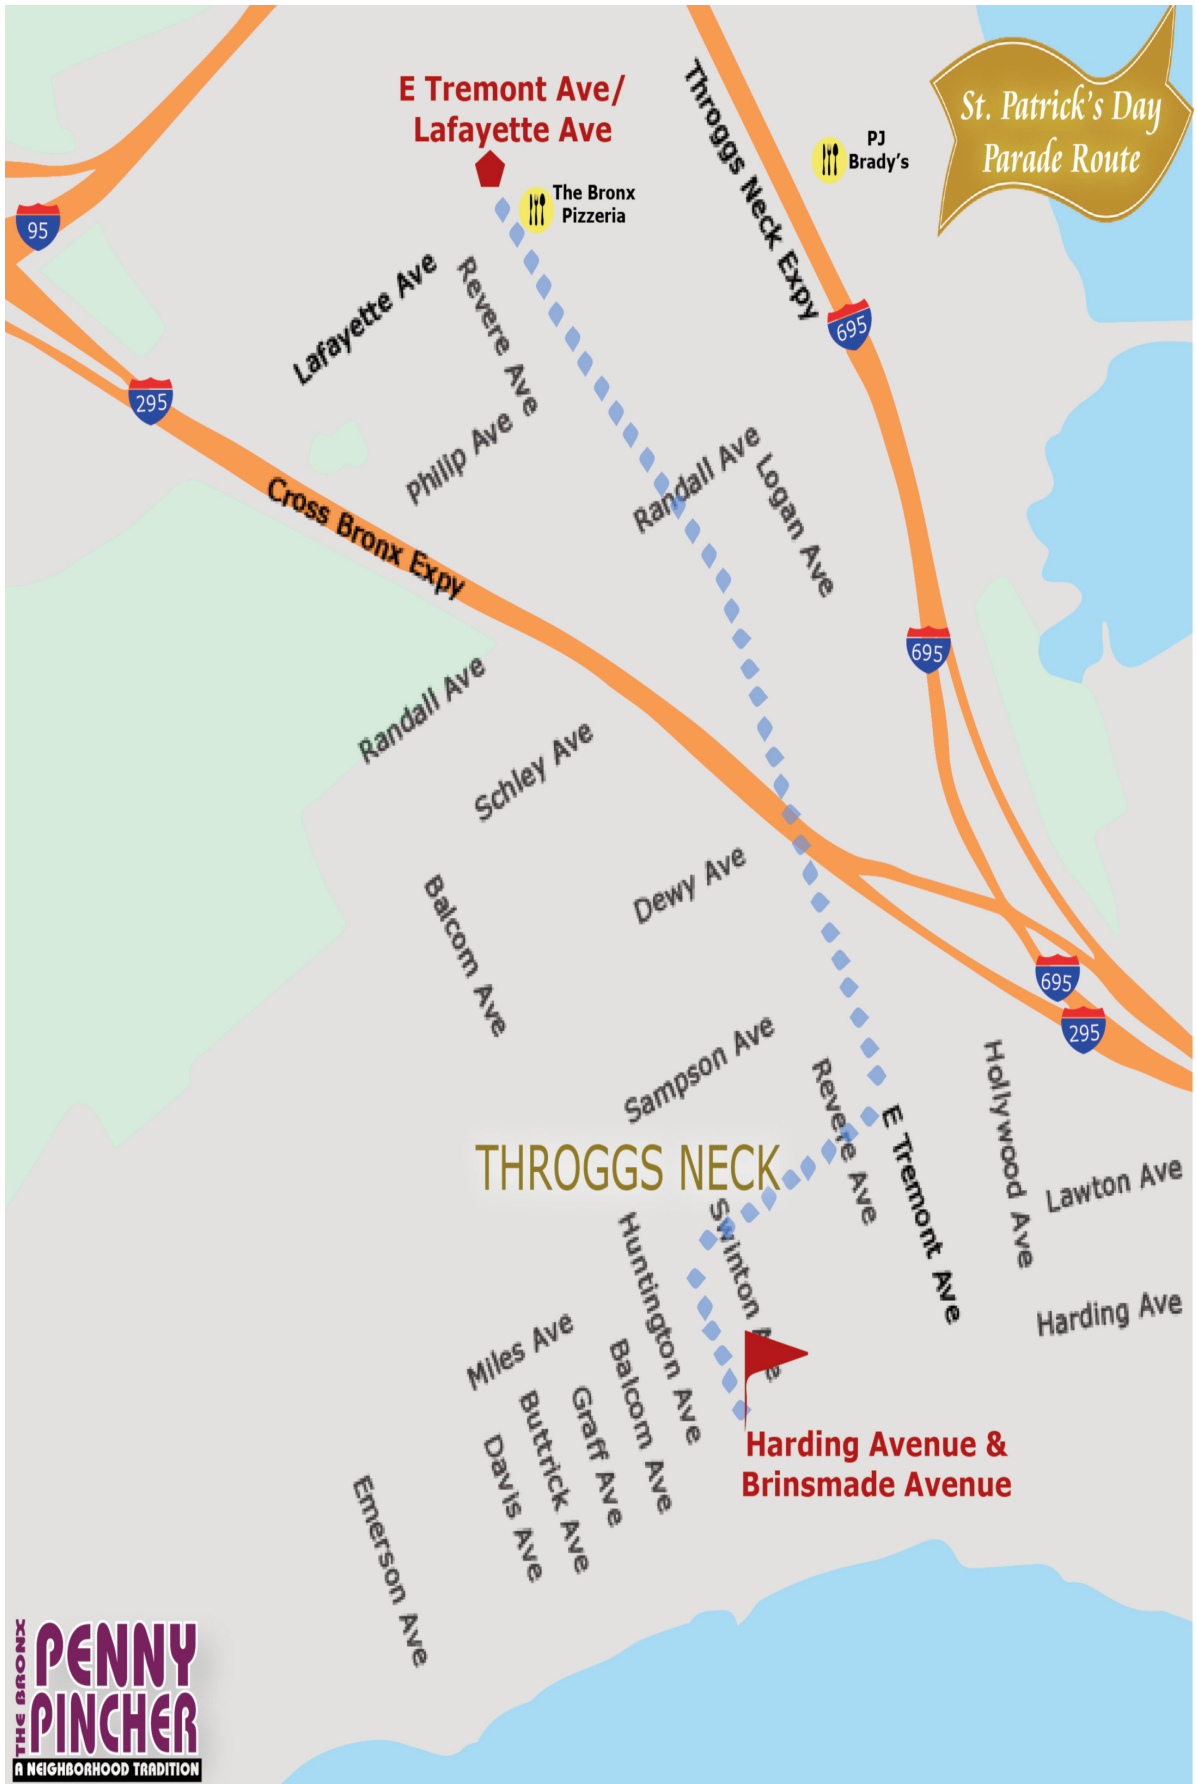 St. Patrick's Day
Parade Route
E Tremont Ave/
Lafayette Ave
The Bronx
Pizzeria
PJ
Brady's
Throggs Neck Expy
95
295
695
Lafayette Ave
Revere Ave
Philip Ave
Randall Ave
Logan Ave
Cross Bronx Expy
695
Randall Ave
Schley Ave
Dewy Ave
Balcom Ave
695
295
Sampson Ave
Revere Ave
E Tremont Ave
Hollywood Ave
Lawton Ave
Harding Ave
THROGGS NECK
Swinton Ave
Huntington Ave
Miles Ave
Balcom Ave
Graff Ave
Buttrick Ave
Davis Ave
Emerson Ave
Harding Avenue &
Brinsmade Avenue
THE BRONX
PENNY
PINCHER
A NEIGHBORHOOD TRADITION